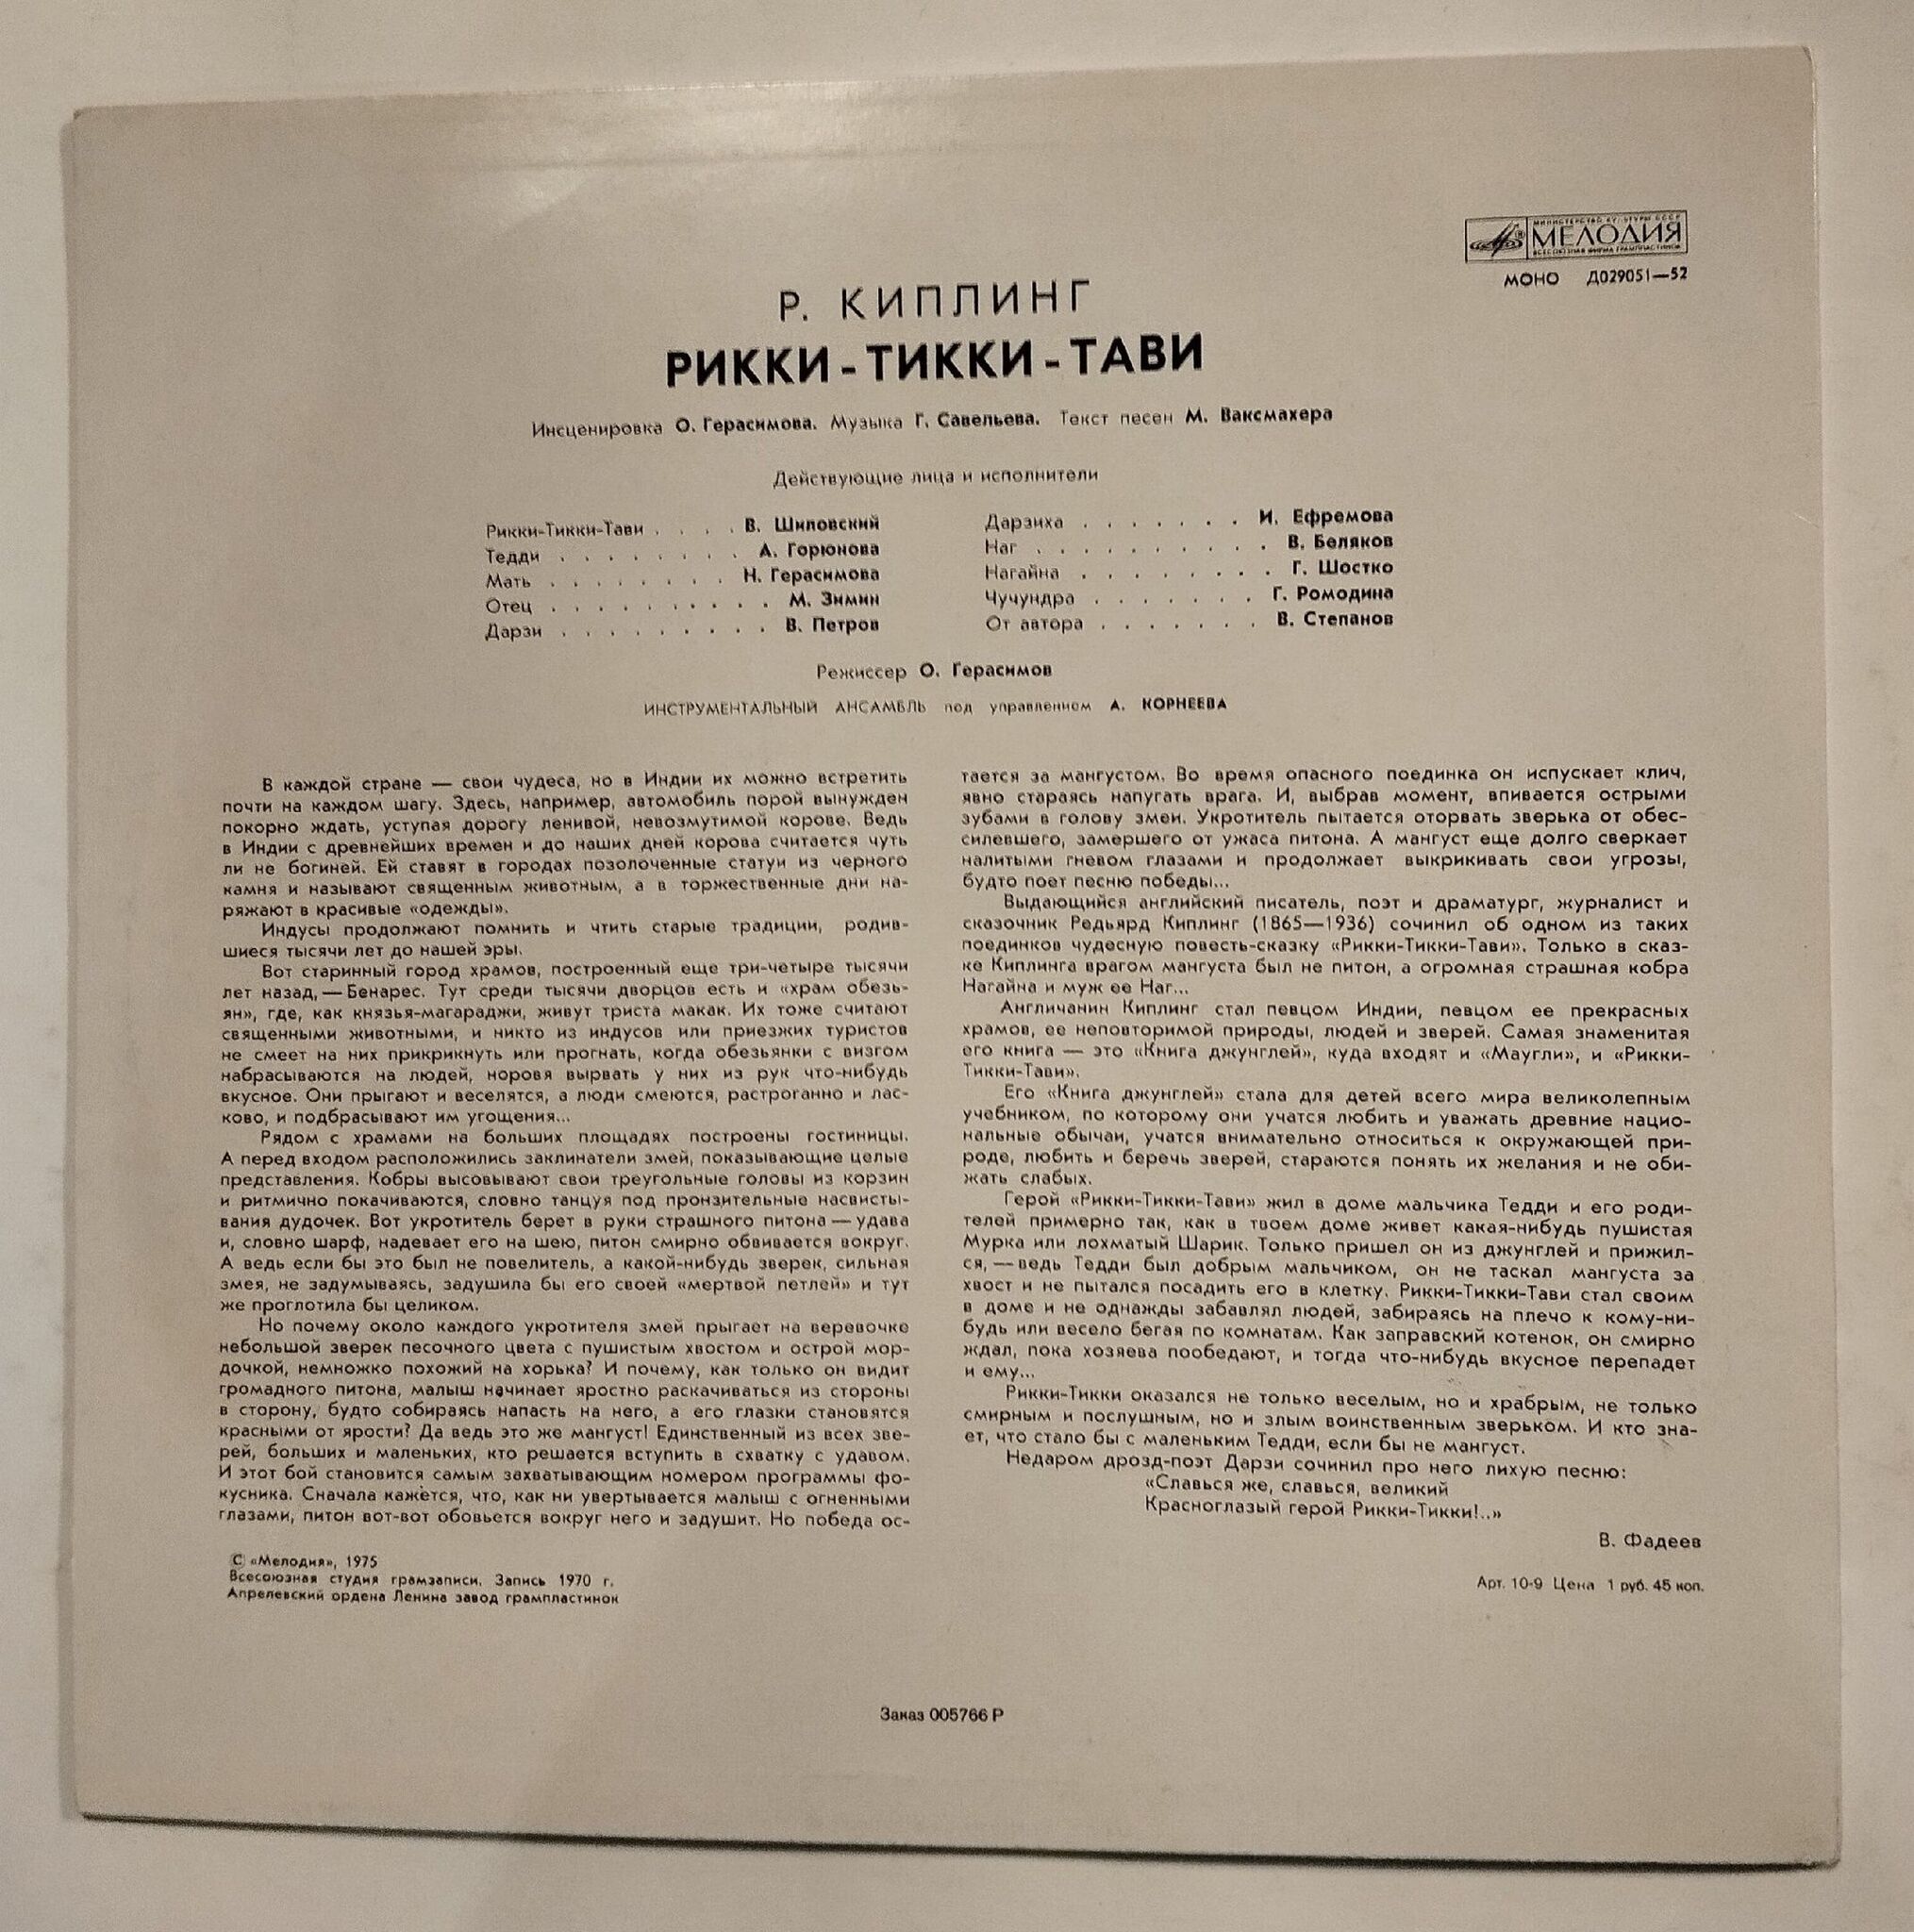 МИНИСТЕРСТВО КУЛЬТУРЫ СССР
МЕЛОДИЯ
ВСЕСОЮЗНАЯ ФИРМА ГРАМПЛАСТИНОК
МОНО Д029051—52
Р. КИПЛИНГ
РИККИ-ТИККИ-ТАВИ
Инсценировка О. Герасимова. Музыка Г. Савельева. Текст песен М. Ваксмахера
Действующие лица и исполнители
Рикки-Тикки-Тави . . . . В. Шиловский
Тедди . . . . . . . . А. Горюнова
Мать . . . . . . . . Н. Герасимова
Отец . . . . . . . . . . М. Зимин
Дарзи . . . . . . . . . В. Петров
Дарзиха . . . . . . . И. Ефремова
Наг . . . . . . . . . . В. Беляков
Нагайна . . . . . . . . Г. Шостко
Чучундра . . . . . . . Г. Ромодина
От автора . . . . . . . В. Степанов
Режиссер О. Герасимов
ИНСТРУМЕНТАЛЬНЫЙ АНСАМБЛЬ под управлением А. КОРНЕЕВА
В каждой стране — свои чудеса, но в Индии их можно встретить
почти на каждом шагу. Здесь, например, автомобиль порой вынужден
покорно ждать, уступая дорогу ленивой, невозмутимой корове. Ведь
в Индии с древнейших времен и до наших дней корова считается чуть
ли не богиней. Ей ставят в городах позолоченные статуи из черного
камня и называют священным животным, а в торжественные дни на-
ряжают в красивые «одежды».
Индусы продолжают помнить и чтить старые традиции, родив-
шиеся тысячи лет до нашей эры.
Вот старинный город храмов, построенный еще три-четыре тысячи
лет назад, — Бенарес. Тут среди тысячи дворцов есть и «храм обезь-
ян», где, как князья-магараджи, живут триста макак. Их тоже считают
священными животными, и никто из индусов или приезжих туристов
не смеет на них прикрикнуть или прогнать, когда обезьянки с визгом
набрасываются на людей, норовя вырвать у них из рук что-нибудь
вкусное. Они прыгают и веселятся, а люди смеются, растроганно и лас-
ково, и подбрасывают им угощения...
Рядом с храмами на больших площадях построены гостиницы.
А перед входом расположились заклинатели змей, показывающие целые
представления. Кобры высовывают свои треугольные головы из корзин
и ритмично покачиваются, словно танцуя под пронзительные насвисты-
вания дудочек. Вот укротитель берет в руки страшного питона — удава
и, словно шарф, надевает его на шею, питон смирно обвивается вокруг.
А ведь если бы это был не повелитель, а какой-нибудь зверек, сильная
змея, не задумываясь, задушила бы его своей «мертвой петлей» и тут
же проглотила бы целиком.
Но почему около каждого укротителя змей прыгает на веревочке
небольшой зверек песочного цвета с пушистым хвостом и острой мор-
дочкой, немножко похожий на хорька? И почему, как только он видит
громадного питона, малыш начинает яростно раскачиваться из стороны
в сторону, будто собираясь напасть на него, а его глазки становятся
красными от ярости? Да ведь это же мангуст! Единственный из всех зве-
рей, больших и маленьких, кто решается вступить в схватку с удавом.
И этот бой становится самым захватывающим номером программы фо-
кусника. Сначала кажется, что, как ни увертывается малыш с огненными
глазами, питон вот-вот обовьется вокруг него и задушит. Но победа ос-
тается за мангустом. Во время опасного поединка он испускает клич,
явно стараясь напугать врага. И, выбрав момент, впивается острыми
зубами в голову змеи. Укротитель пытается оторвать зверька от обес-
силевшего, замершего от ужаса питона. А мангуст еще долго сверкает
налитыми гневом глазами и продолжает выкрикивать свои угрозы,
будто поет песню победы...
Выдающийся английский писатель, поэт и драматург, журналист и
сказочник Редьярд Киплинг (1865—1936) сочинил об одном из таких
поединков чудесную повесть-сказку «Рикки-Тикки-Тави». Только в сказ-
ке Киплинга врагом мангуста был не питон, а огромная страшная кобра
Нагайна и муж ее Наг...
Англичанин Киплинг стал певцом Индии, певцом ее прекрасных
храмов, ее неповторимой природы, людей и зверей. Самая знаменитая
его книга — это «Книга джунглей», куда входят и «Маугли», и «Рикки-
Тикки-Тави».
Его «Книга джунглей» стала для детей всего мира великолепным
учебником, по которому они учатся любить и уважать древние нацио-
нальные обычаи, учатся внимательно относиться к окружающей при-
роде, любить и беречь зверей, стараются понять их желания и не оби-
жать слабых.
Герой «Рикки-Тикки-Тави» жил в доме мальчика Тедди и его роди-
телей примерно так, как в твоем доме живет какая-нибудь пушистая
Мурка или лохматый Шарик. Только пришел он из джунглей и прижил-
ся, — ведь Тедди был добрым мальчиком, он не таскал мангуста за
хвост и не пытался посадить его в клетку. Рикки-Тикки-Тави стал своим
в доме и не однажды забавлял людей, забираясь на плечо к кому-ни-
будь или весело бегая по комнатам. Как заправский котенок, он смирно
ждал, пока хозяева пообедают, и тогда что-нибудь вкусное перепадет
и ему...
Рикки-Тикки оказался не только веселым, но и храбрым, не только
смирным и послушным, но и злым воинственным зверьком. И кто зна-
ет, что стало бы с маленьким Тедди, если бы не мангуст.
Недаром дрозд-поэт Дарзи сочинил про него лихую песню:
«Славься же, славься, великий
Красноглазый герой Рикки-Тикки!..»
В. Фадеев
© «Мелодия», 1975
Всесоюзная студия грамзаписи. Запись 1970 г.
Апрелевский ордена Ленина завод грампластинок
Арт. 10-9 Цена 1 руб. 45 коп.
Заказ 005766 Р